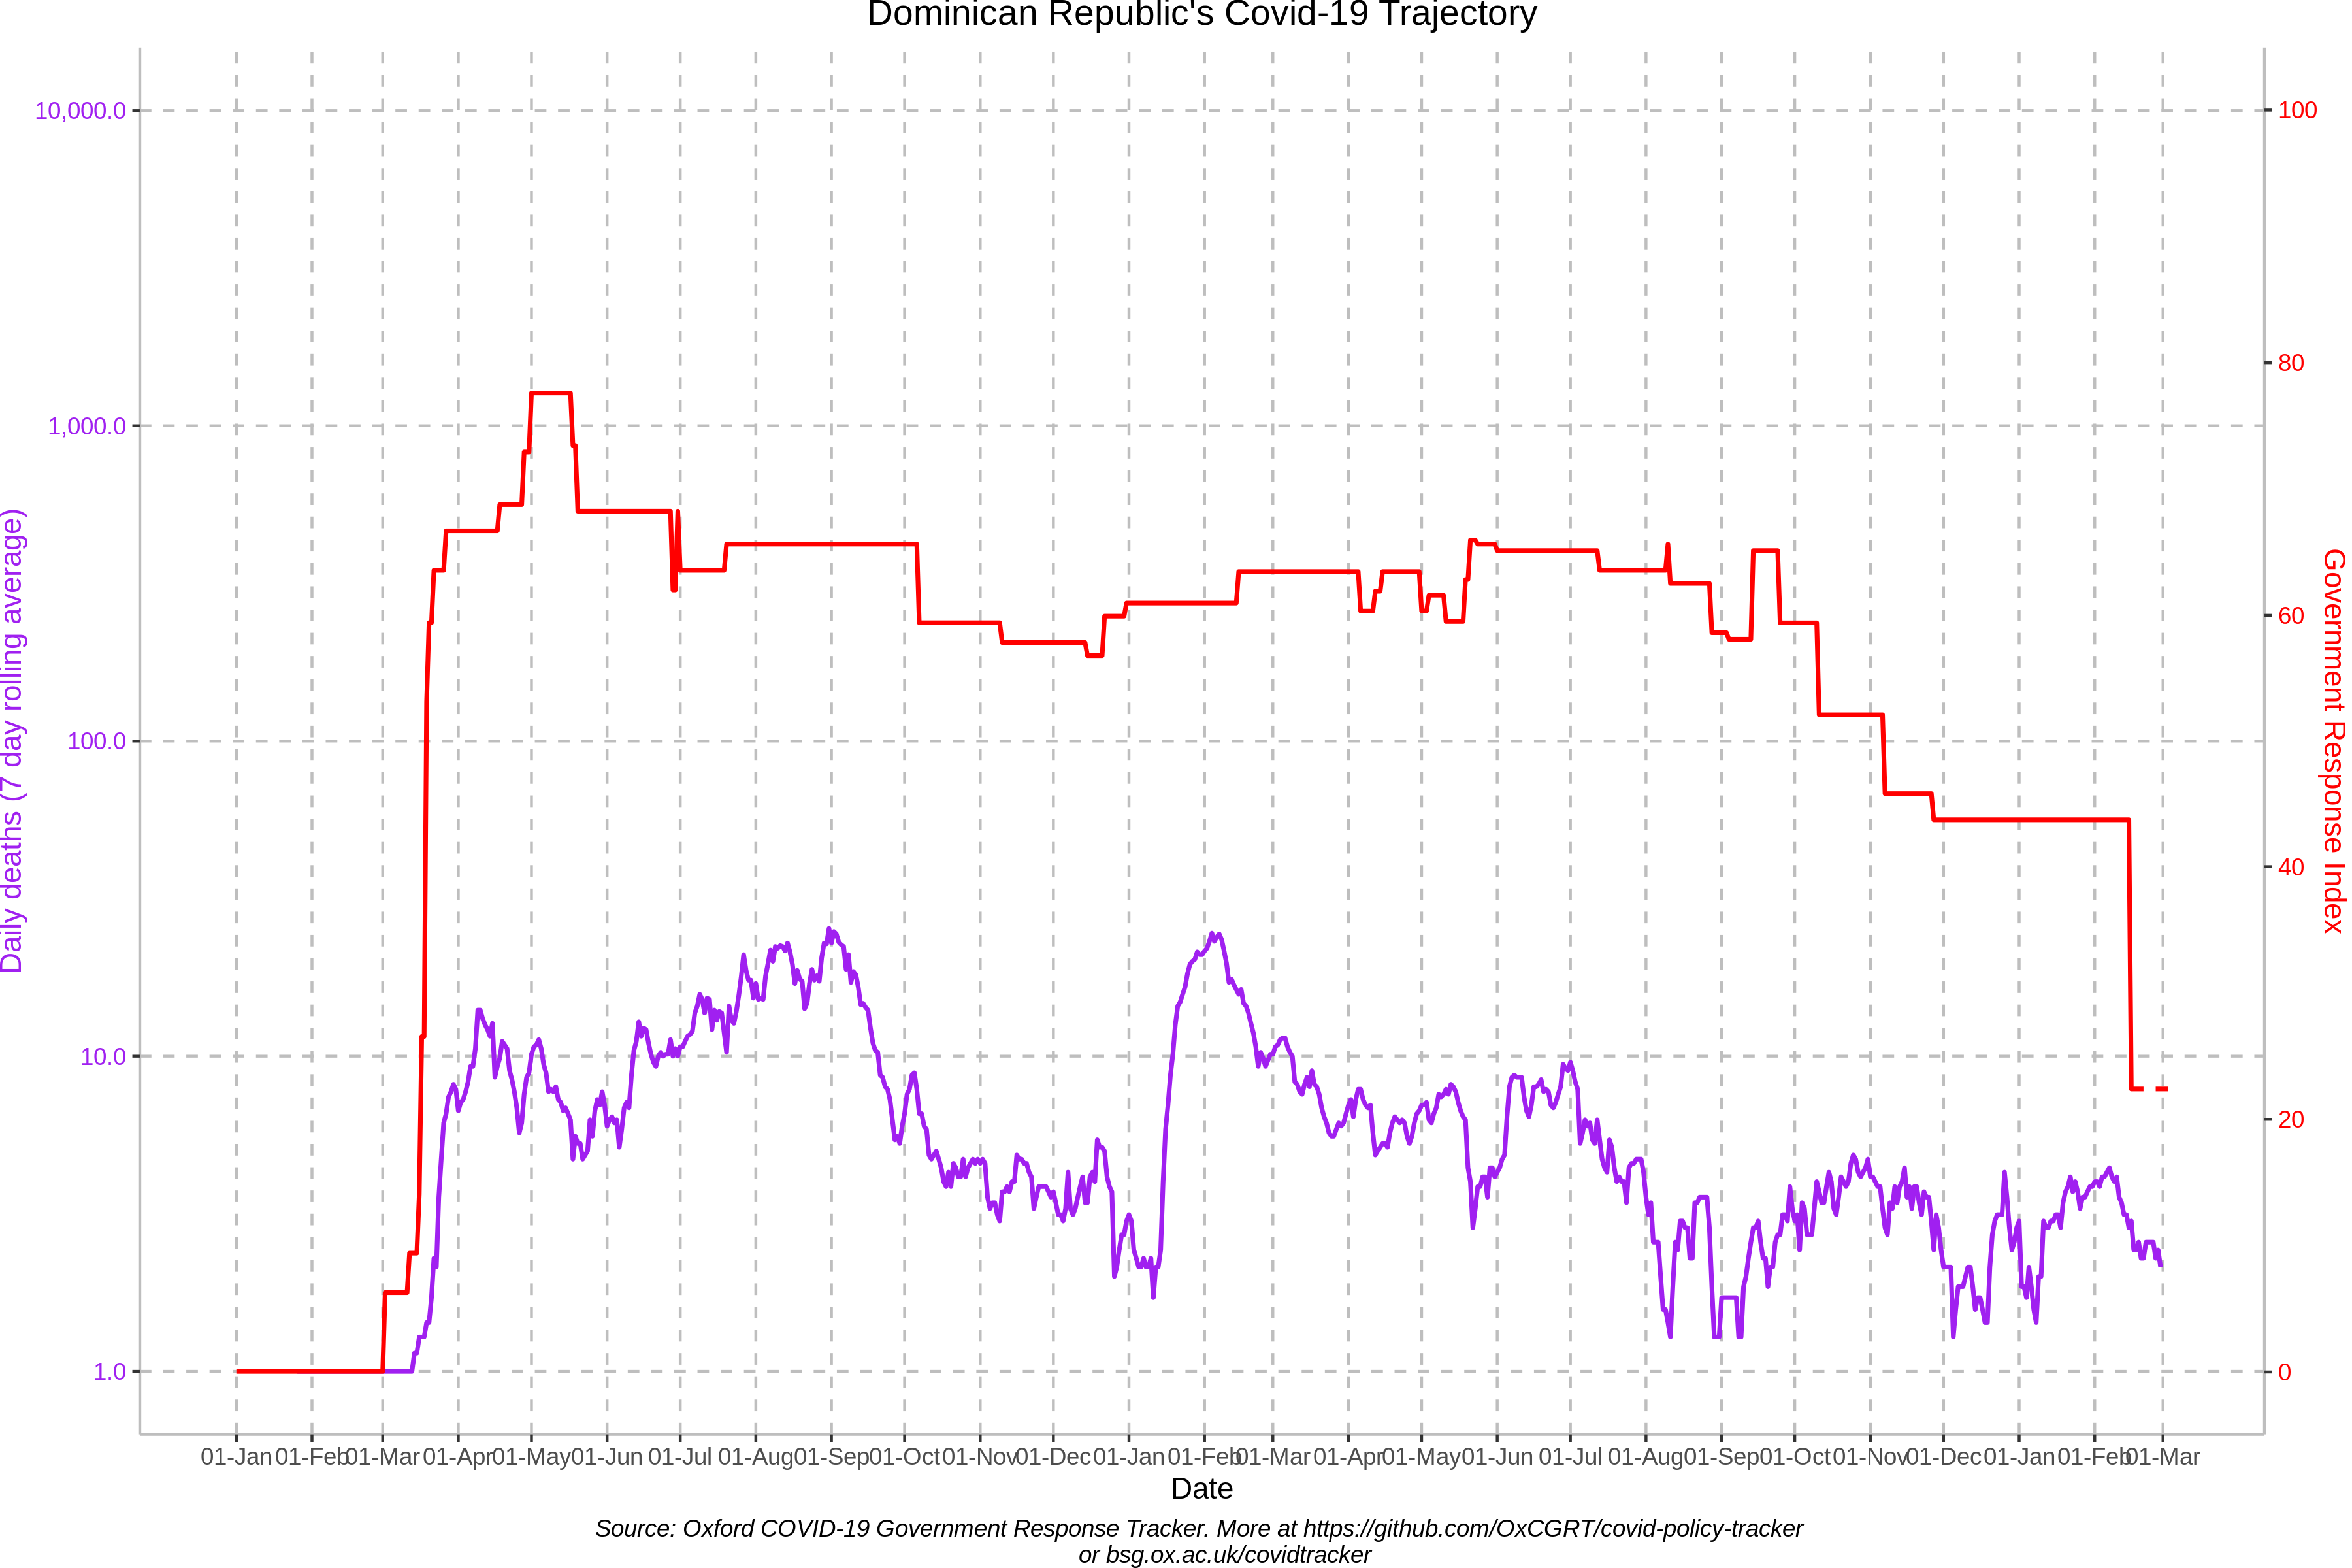 Dominican Republic's Covid-19 Trajectory
10,000.0
1,000.0
100.0
10.0
1.0
Daily deaths (7 day rolling average)
100
80
60
40
20
0
Government Response Index
01-Jan 01-Feb 01-Mar 01-Apr 01-May 01-Jun 01-Jul 01-Aug 01-Sep 01-Oct 01-Nov 01-Dec 01-Jan 01-Feb 01-Mar 01-Apr 01-May 01-Jun 01-Jul 01-Aug 01-Sep 01-Oct 01-Nov 01-Dec 01-Jan 01-Feb 01-Mar
Date
Source: Oxford COVID-19 Government Response Tracker. More at https://github.com/OxCGRT/covid-policy-tracker
or bsg.ox.ac.uk/covidtracker